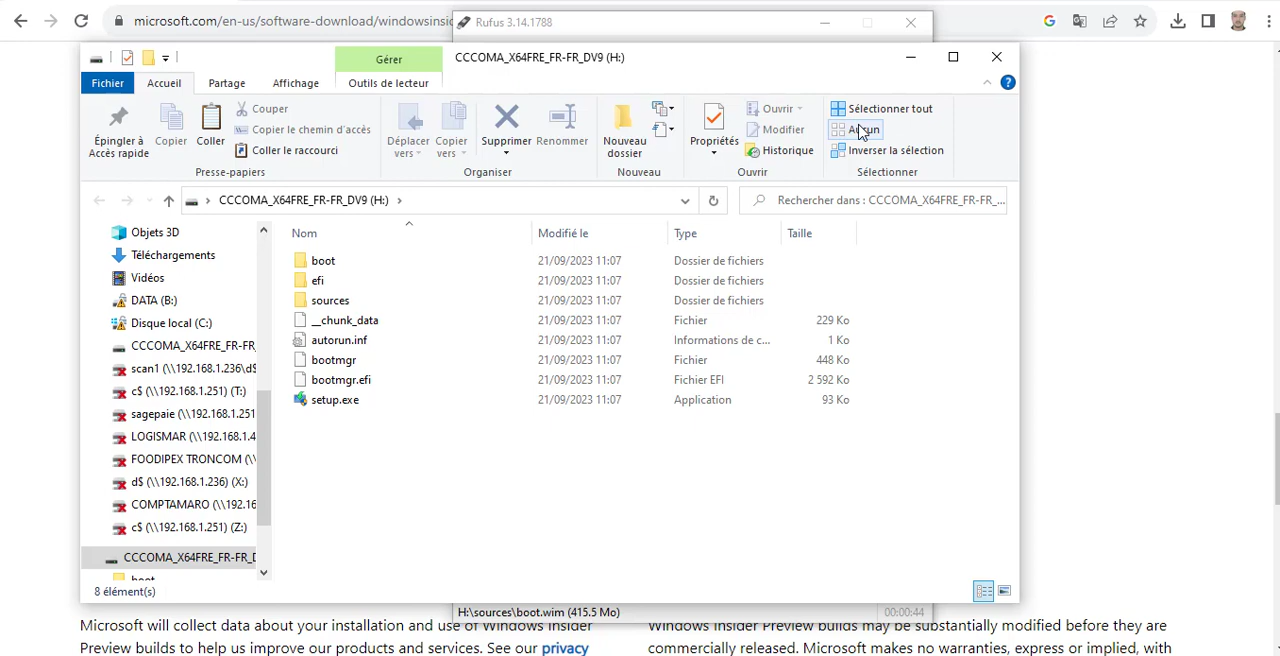 microsoft.com/en-us/software-download/windowsinsid
Rufus 3.14.1788
Gérer
CCCOMA_X64FRE_FR-FR_DV9 (H:)
Fichier
Accueil
Partage
Affichage
Outils de lecteur
Épingler à
Accès rapide
Copier
Coller
Couper
Copier le chemin d'accès
Coller le raccourci
Presse-papiers
Déplacer
vers
Copier
vers
Supprimer
Renommer
Organiser
Nouveau
dossier
Nouveau
Propriétés
Ouvrir
Modifier
Historique
Ouvrir
Sélectionner tout
Aucun
Inverser la sélection
Sélectionner
CCCOMA_X64FRE_FR-FR_DV9 (H:)
Rechercher dans : CCCOMA_X64FRE_FR-FR_...
Objets 3D
Téléchargements
Vidéos
DATA (B:)
Disque local (C:)
CCCOMA_X64FRE_FR-FR_
scan1 (\\192.168.1.236\d$
c$ (\\192.168.1.251) (T:)
sagepaie (\\192.168.1.251
LOGISMAR (\\192.168.1.4
FOODIPEX TRONCOM (\\
d$ (\\192.168.1.236) (X:)
COMPTAMARO (\\192.16
c$ (\\192.168.1.251) (Z:)
CCCOMA_X64FRE_FR-FR_D
boot
Nom Modifié le Type Taille
boot 21/09/2023 11:07 Dossier de fichiers
efi 21/09/2023 11:07 Dossier de fichiers
sources 21/09/2023 11:07 Dossier de fichiers
__chunk_data 21/09/2023 11:07 Fichier 229 Ko
autorun.inf 21/09/2023 11:07 Informations de c... 1 Ko
bootmgr 21/09/2023 11:07 Fichier 448 Ko
bootmgr.efi 21/09/2023 11:07 Fichier EFI 2 592 Ko
setup.exe 21/09/2023 11:07 Application 93 Ko
8 élément(s)
H:\sources\boot.wim (415.5 Mo) 00:00:44
Microsoft will collect data about your installation and use of Windows Insider
Preview builds to help us improve our products and services. See our privacy
Windows Insider Preview builds may be substantially modified before they are
commercially released. Microsoft makes no warranties, express or implied, with